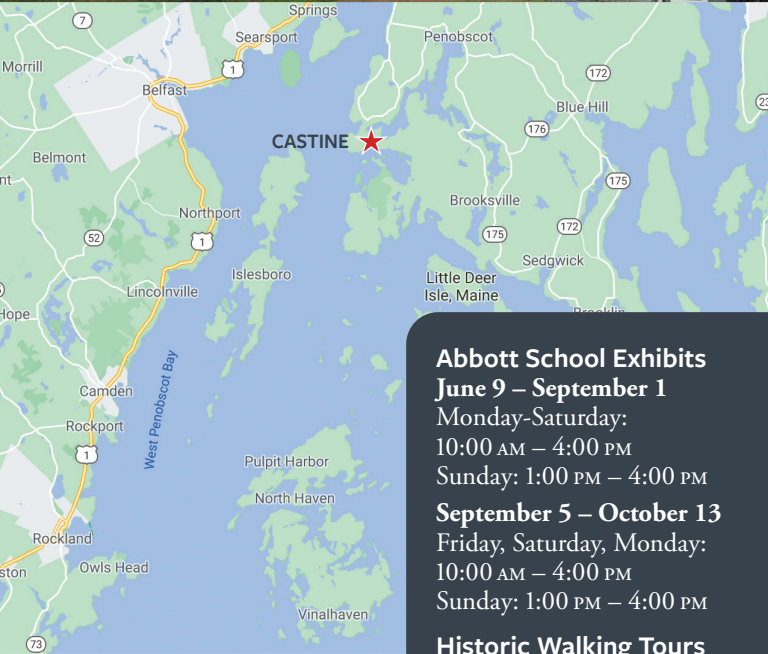 Springs
7
Searsport
Penobscot
Morrill
1
172
Belfast
Blue Hill
176
CASTINE
Belmont
175
Brooksville
Northport
52
1
175
172
Sedgwick
Islesboro
Little Deer
Isle, Maine
Lincolnville
Hope
Brooklin
Abbott School Exhibits
June 9 – September 1
Monday-Saturday:
10:00 AM – 4:00 PM
Sunday: 1:00 PM – 4:00 PM
September 5 – October 13
Friday, Saturday, Monday:
10:00 AM – 4:00 PM
Sunday: 1:00 PM – 4:00 PM
Historic Walking Tours
West Penobscot Bay
Camden
Rockport
1
Pulpit Harbor
North Haven
Rockland
Owls Head
Vinalhaven
73